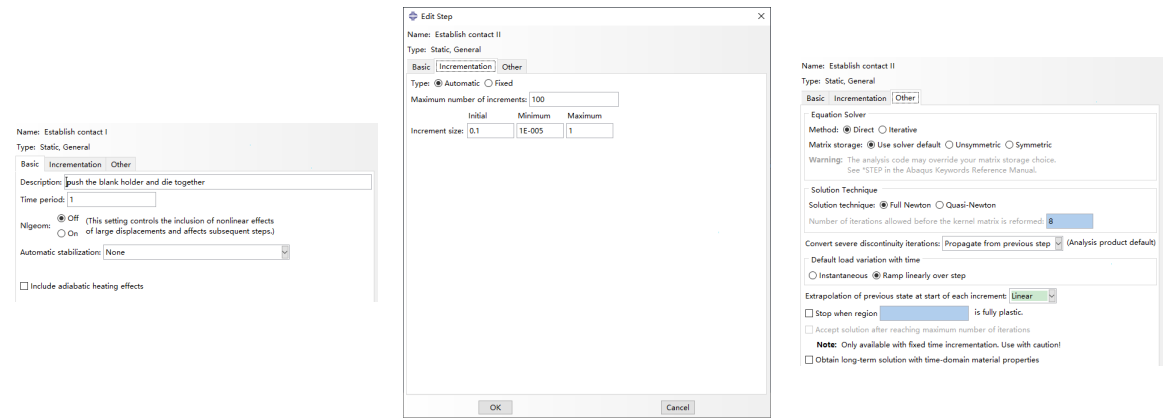 Name: Establish contact I
Type: Static, General
Basic Incrementation Other
Description: push the blank holder and die together
Time period: 1
Nlgeom: Off (This setting controls the inclusion of nonlinear effects
On of large displacements and affects subsequent steps.)
Automatic stabilization: None
Include adiabatic heating effects
Edit Step
Name: Establish contact II
Type: Static, General
Basic Incrementation Other
Type: Automatic Fixed
Maximum number of increments: 100
Initial Minimum Maximum
Increment size: 0.1 1E-005 1
OK Cancel
Name: Establish contact II
Type: Static, General
Basic Incrementation Other
Equation Solver
Method: Direct Iterative
Matrix storage: Use solver default Unsymmetric Symmetric
Warning: The analysis code may override your matrix storage choice.
See *STEP in the Abaqus Keywords Reference Manual.
Solution Technique
Solution technique: Full Newton Quasi-Newton
Number of iterations allowed before the kernel matrix is reformed: 8
Convert severe discontinuity iterations: Propagate from previous step (Analysis product default)
Default load variation with time
Instantaneous Ramp linearly over step
Extrapolation of previous state at start of each increment: Linear
Stop when region is fully plastic.
Accept solution after reaching maximum number of iterations
Note: Only available with fixed time incrementation. Use with caution!
Obtain long-term solution with time-domain material properties